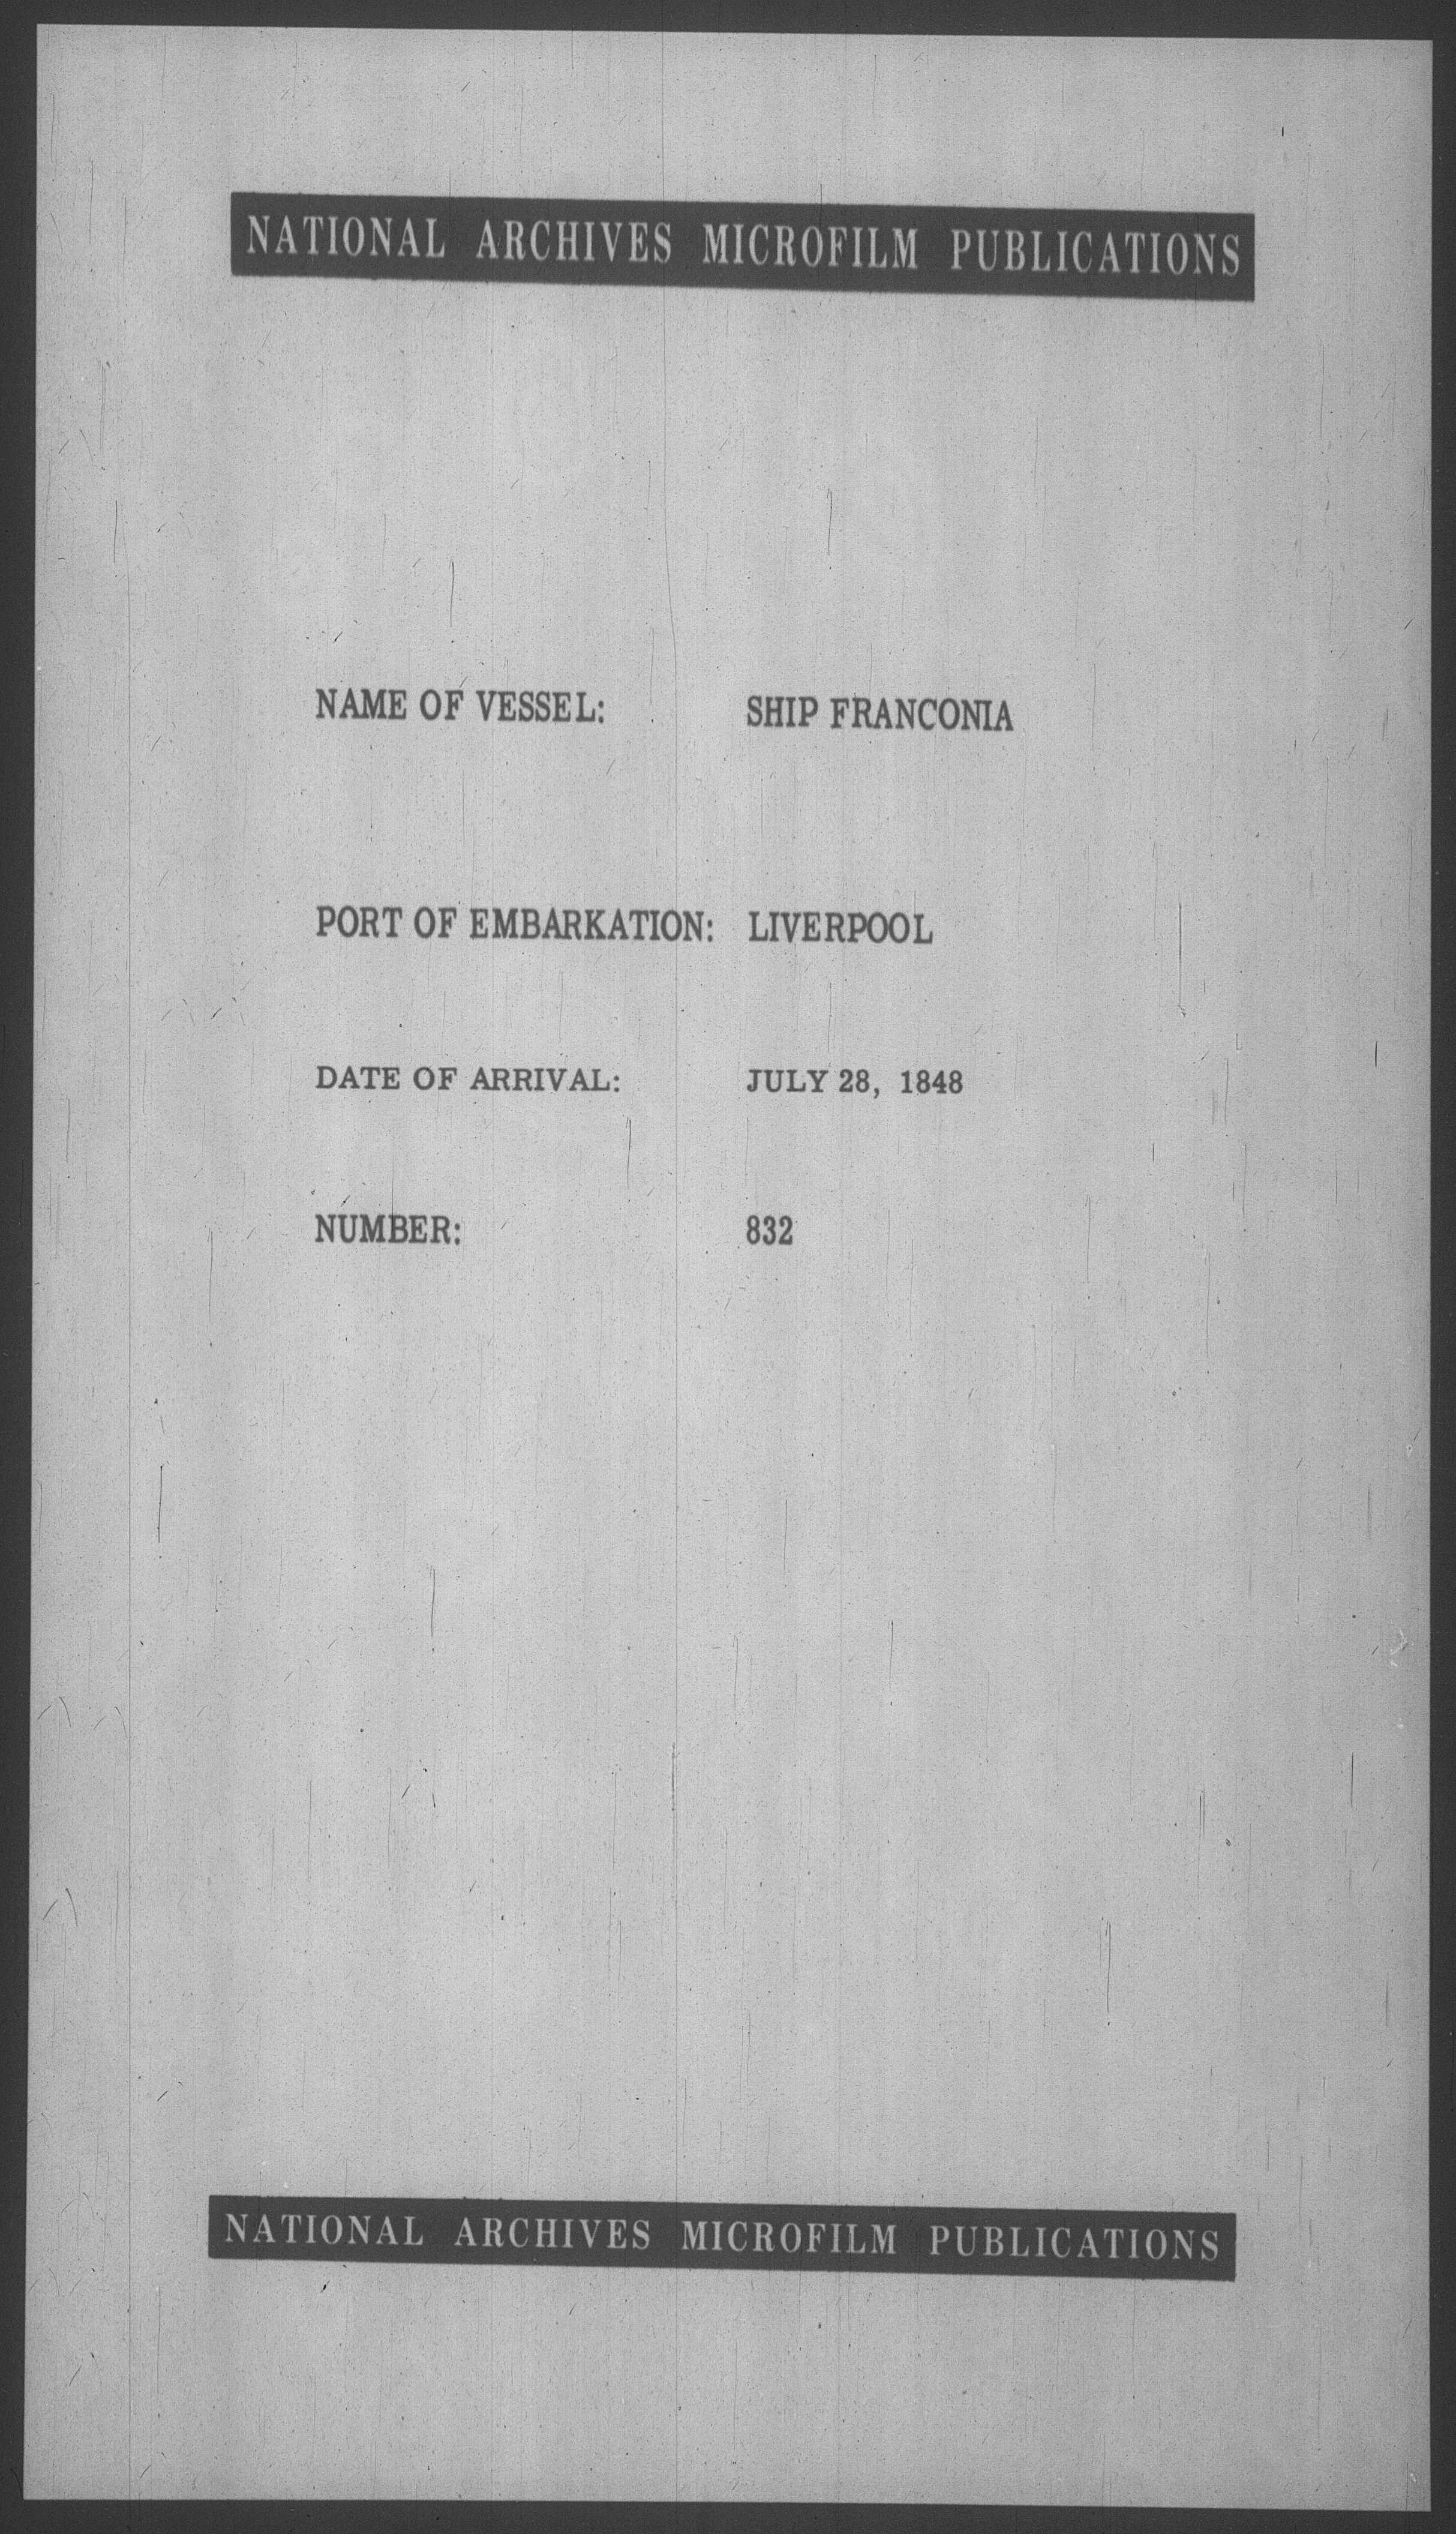 NATIONAL ARCHIVES MICROFILM PUBLICATIONS
NAME OF VESSEL: SHIP FRANCONIA
PORT OF EMBARKATION: LIVERPOOL
DATE OF ARRIVAL: JULY 28, 1848
NUMBER: 832
NATIONAL ARCHIVES MICROFILM PUBLICATIONS